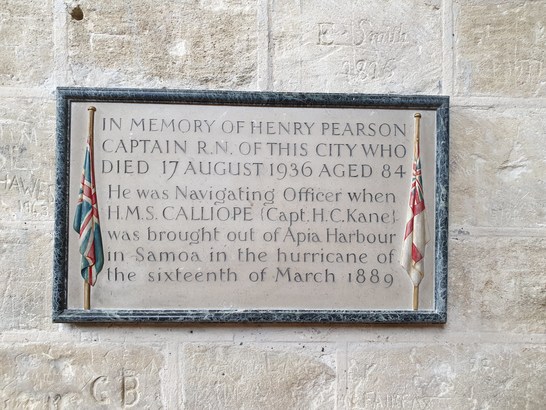 E Smith
1818
IN MEMORY OF HENRY PEARSON
CAPTAIN R.N. OF THIS CITY WHO
DIED 17 AUGUST 1936 AGED 84
He was Navigating Officer when
H.M.S. CALLIOPE (Capt. H.C. Kane)
was brought out of Apia Harbour
in Samoa in the hurricane of
the sixteenth of March 1889
GB